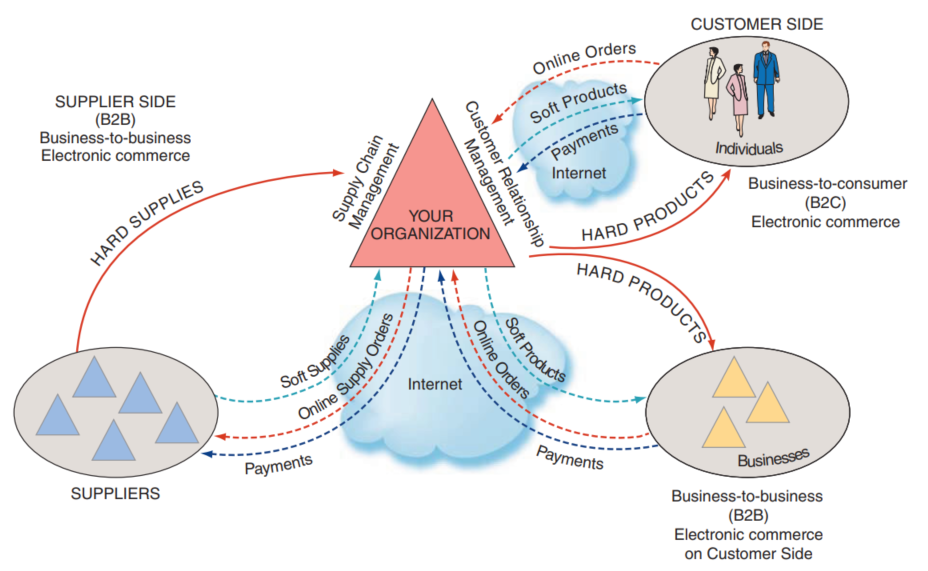 CUSTOMER SIDE
Online Orders
Soft Products
Payments
Internet
Individuals
SUPPLIER SIDE
(B2B)
Business-to-business
Electronic commerce
Supply Chain
Management
Customer Relationship
Management
YOUR
ORGANIZATION
HARD SUPPLIES
HARD PRODUCTS
Business-to-consumer
(B2C)
Electronic commerce
HARD PRODUCTS
Soft Supplies
Online Supply Orders
Payments
Internet
Online Orders
Soft Products
Payments
SUPPLIERS
Businesses
Business-to-business
(B2B)
Electronic commerce
on Customer Side